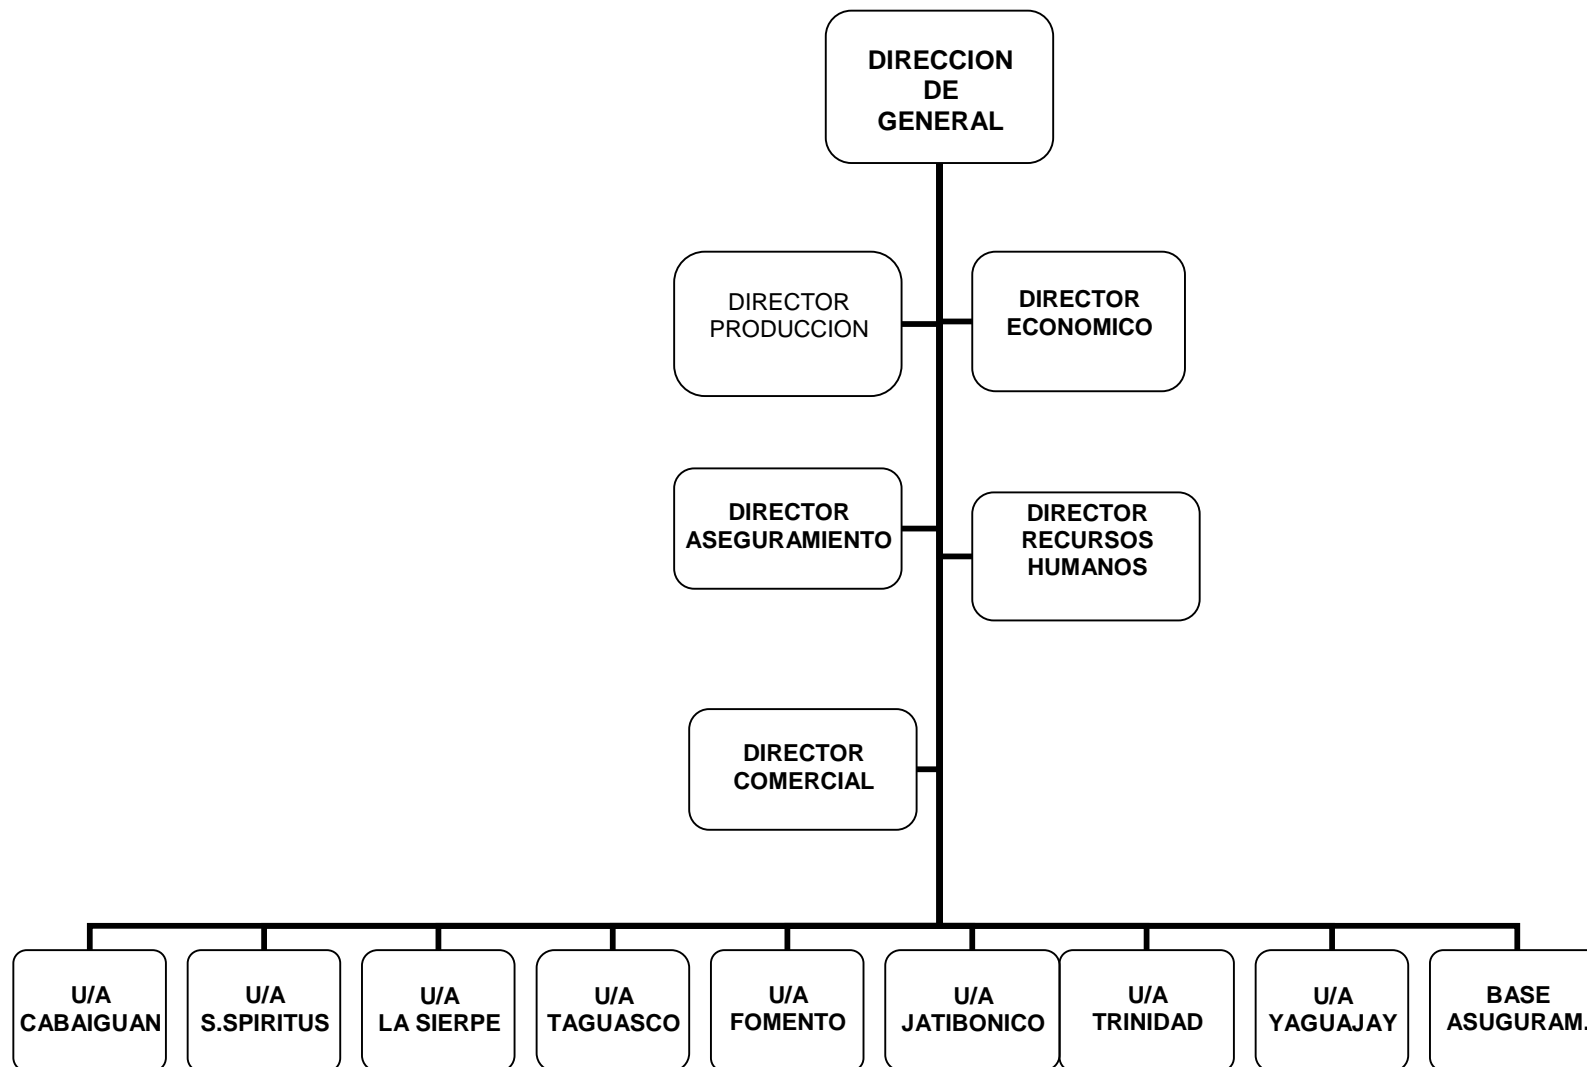 DIRECCION
DE
GENERAL
DIRECTOR
PRODUCCION
DIRECTOR
ECONOMICO
DIRECTOR
ASEGURAMIENTO
DIRECTOR
RECURSOS
HUMANOS
DIRECTOR
COMERCIAL
U/A
CABAIGUAN
U/A
S.SPIRITUS
U/A
LA SIERPE
U/A
TAGUASCO
U/A
FOMENTO
U/A
JATIBONICO
U/A
TRINIDAD
U/A
YAGUAJAY
BASE
ASUGURAM.